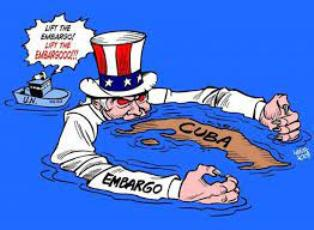 LIFT THE
EMBARGO!
LIFT THE
EMBARGOOO!!!
U.N.
CUBA
EMBARGO